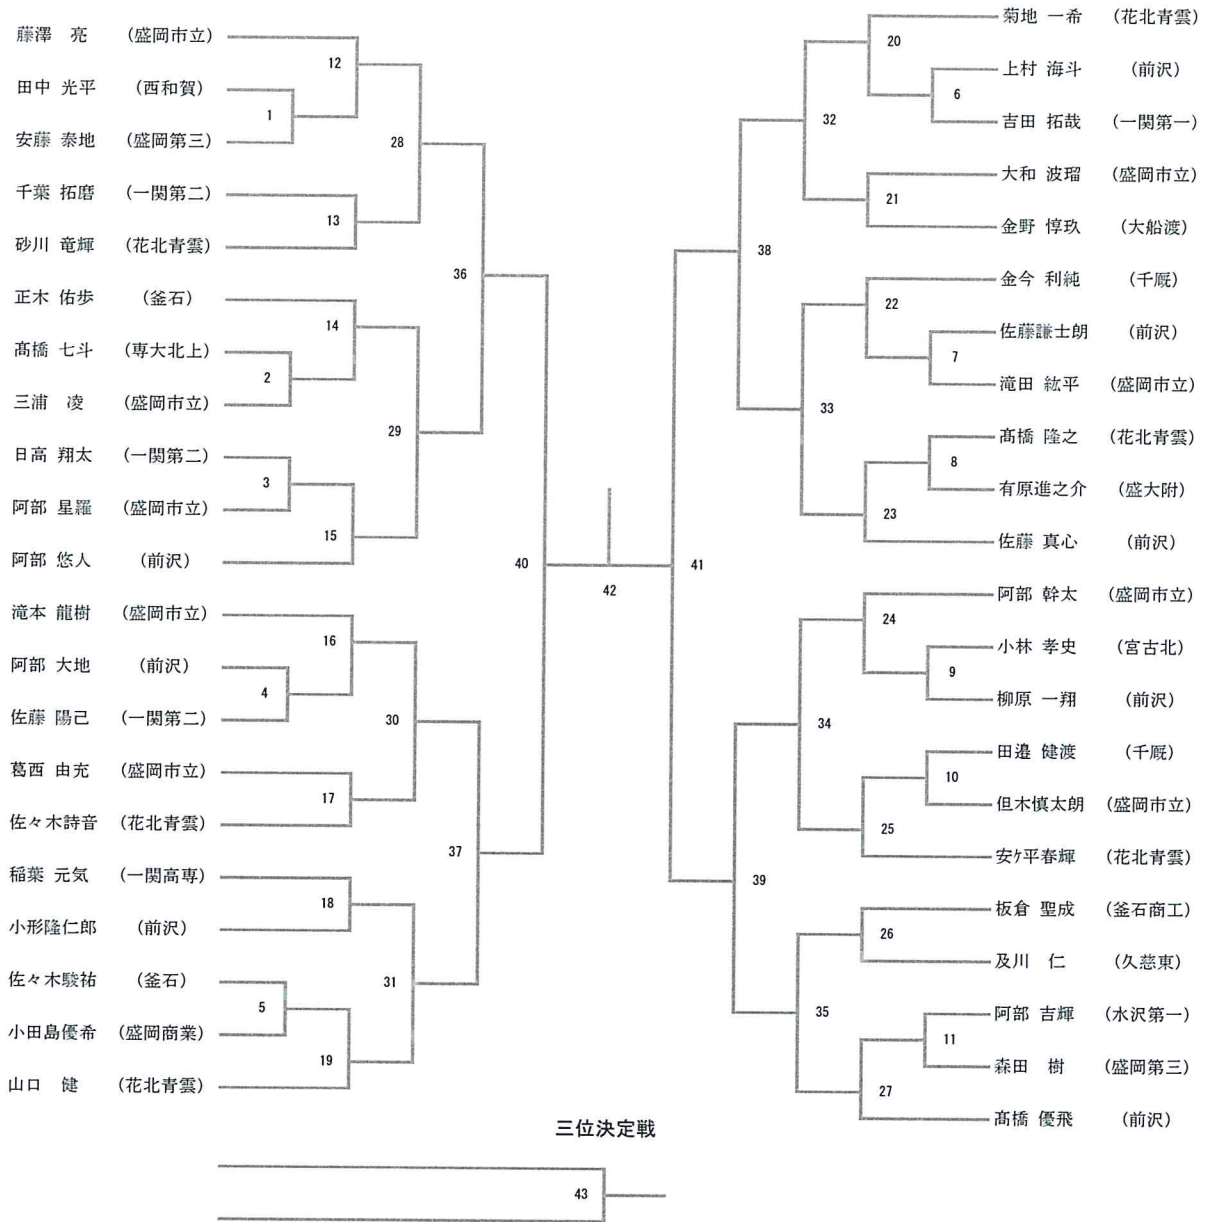 藤澤 亮 (盛岡市立)
田中 光平 (西和賀)
安藤 泰地 (盛岡第三)
千葉 拓磨 (一関第二)
砂川 竜輝 (花北青雲)
正木 佑歩 (釜石)
髙橋 七斗 (専大北上)
三浦 凌 (盛岡市立)
日高 翔太 (一関第二)
阿部 星羅 (盛岡市立)
阿部 悠人 (前沢)
滝本 龍樹 (盛岡市立)
阿部 大地 (前沢)
佐藤 陽己 (一関第二)
葛西 由充 (盛岡市立)
佐々木詩音 (花北青雲)
稲葉 元気 (一関高専)
小形隆仁郎 (前沢)
佐々木駿祐 (釜石)
小田島優希 (盛岡商業)
山口 健 (花北青雲)
12
1
28
13
36
14
2
29
3
15
40
16
4
30
17
37
18
31
5
19
42
菊地 一希 (花北青雲)
上村 海斗 (前沢)
吉田 拓哉 (一関第一)
大和 波瑠 (盛岡市立)
金野 惇玖 (大船渡)
金今 利純 (千厩)
佐藤謙士朗 (前沢)
滝田 紘平 (盛岡市立)
髙橋 隆之 (花北青雲)
有原進之介 (盛大附)
佐藤 真心 (前沢)
阿部 幹太 (盛岡市立)
小林 孝史 (宮古北)
柳原 一翔 (前沢)
田邉 健渡 (千厩)
但木慎太朗 (盛岡市立)
安ケ平春輝 (花北青雲)
板倉 聖成 (釜石商工)
及川 仁 (久慈東)
阿部 吉輝 (水沢第一)
森田 樹 (盛岡第三)
髙橋 優飛 (前沢)
20
6
32
21
38
22
7
33
8
23
41
24
9
34
10
25
39
26
35
11
27
三位決定戦
43